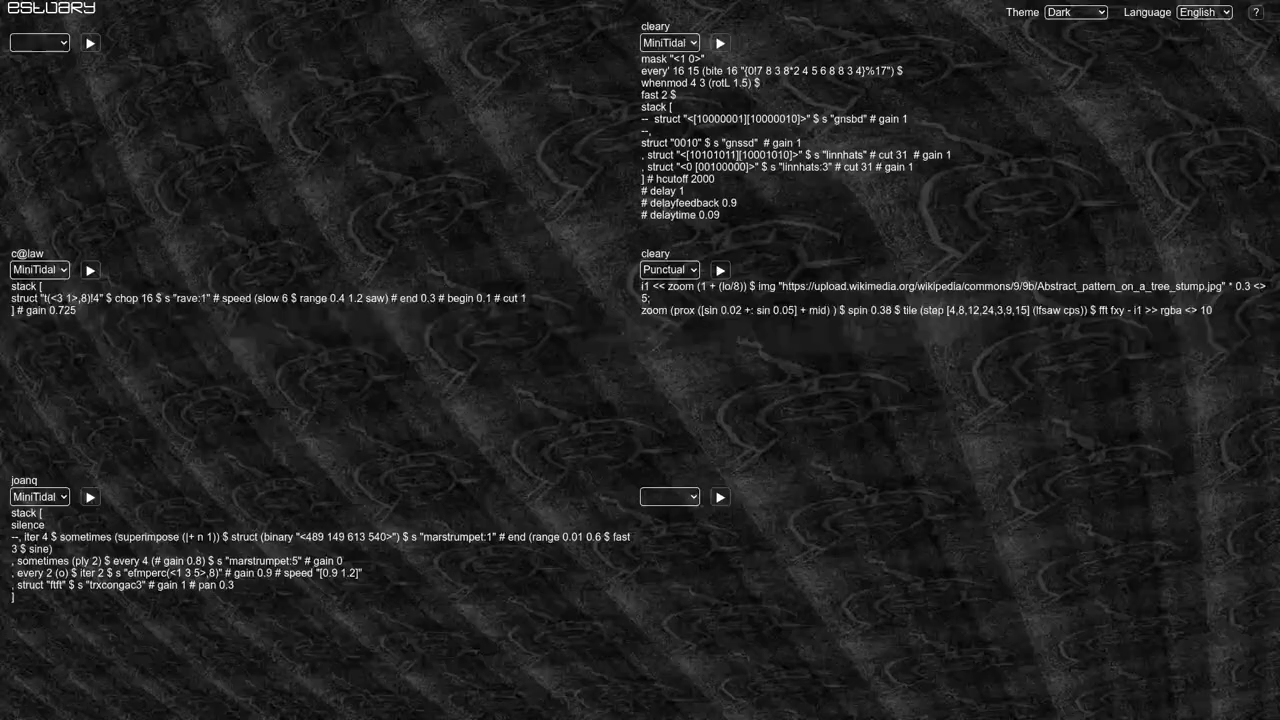 estuary
Theme Dark Language English ?
cleary
MiniTidal
mask "<1 0>"
every' 16 15 (bite 16 "{0!7 8 3 8*2 4 5 6 8 8 3 4}%17") $
whenmod 4 3 (rotL 1.5) $
fast 2 $
stack [
-- struct "<[10000001][10000010]>" $ s "gnsbd" # gain 1
--,
struct "0010" $ s "gnssd" # gain 1
, struct "<[10101011][10001010]>" $ s "linnhats" # cut 31 # gain 1
, struct "<0 [00100000]>" $ s "linnhats:3" # cut 31 # gain 1
] # hcutoff 2000
# delay 1
# delayfeedback 0.9
# delaytime 0.09
c@law
MiniTidal
stack [
struct "t(<3 1>,8)!4" $ chop 16 $ s "rave:1" # speed (slow 6 $ range 0.4 1.2 saw) # end 0.3 # begin 0.1 # cut 1
] # gain 0.725
cleary
Punctual
i1 << zoom (1 + (lo/8)) $ img "https://upload.wikimedia.org/wikipedia/commons/9/9b/Abstract_pattern_on_a_tree_stump.jpg" * 0.3 <>
5;
zoom (prox ([sin 0.02 +: sin 0.05] + mid) ) $ spin 0.38 $ tile (step [4,8,12,24,3,9,15] (lfsaw cps)) $ fft fxy - i1 >> rgba <> 10
joanq
MiniTidal
stack [
silence
--, iter 4 $ sometimes (superimpose (|+ n 1)) $ struct (binary "<489 149 613 540>") $ s "marstrumpet:1" # end (range 0.01 0.6 $ fast
3 $ sine)
, sometimes (ply 2) $ every 4 (# gain 0.8) $ s "marstrumpet:5" # gain 0
, every 2 (o) $ iter 2 $ s "efmperc(<1 3 5>,8)" # gain 0.9 # speed "[0.9 1.2]"
, struct "ftft" $ s "trxcongac3" # gain 1 # pan 0.3
]